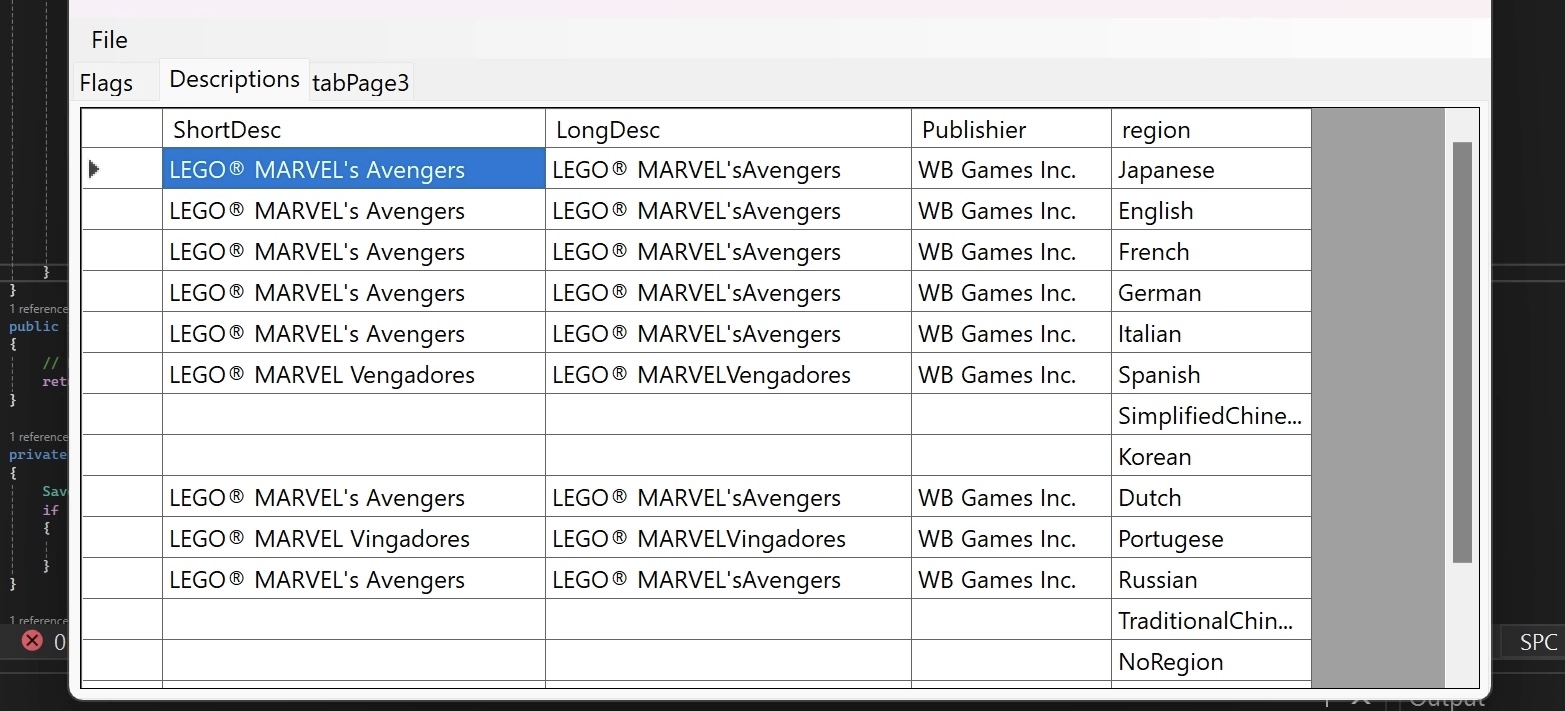 File
Flags Descriptions tabPage3
ShortDesc LongDesc Publishier region
LEGO® MARVEL's Avengers LEGO® MARVEL'sAvengers WB Games Inc. Japanese
LEGO® MARVEL's Avengers LEGO® MARVEL'sAvengers WB Games Inc. English
LEGO® MARVEL's Avengers LEGO® MARVEL'sAvengers WB Games Inc. French
LEGO® MARVEL's Avengers LEGO® MARVEL'sAvengers WB Games Inc. German
LEGO® MARVEL's Avengers LEGO® MARVEL'sAvengers WB Games Inc. Italian
LEGO® MARVEL Vengadores LEGO® MARVELVengadores WB Games Inc. Spanish
SimplifiedChine...
Korean
LEGO® MARVEL's Avengers LEGO® MARVEL'sAvengers WB Games Inc. Dutch
LEGO® MARVEL Vingadores LEGO® MARVELVingadores WB Games Inc. Portugese
LEGO® MARVEL's Avengers LEGO® MARVEL'sAvengers WB Games Inc. Russian
TraditionalChin...
NoRegion
}
}
1 reference
public
{
//
ret
}
1 reference
private
{
Sav
if
{
}
}
1 reference
0
SPC
Output